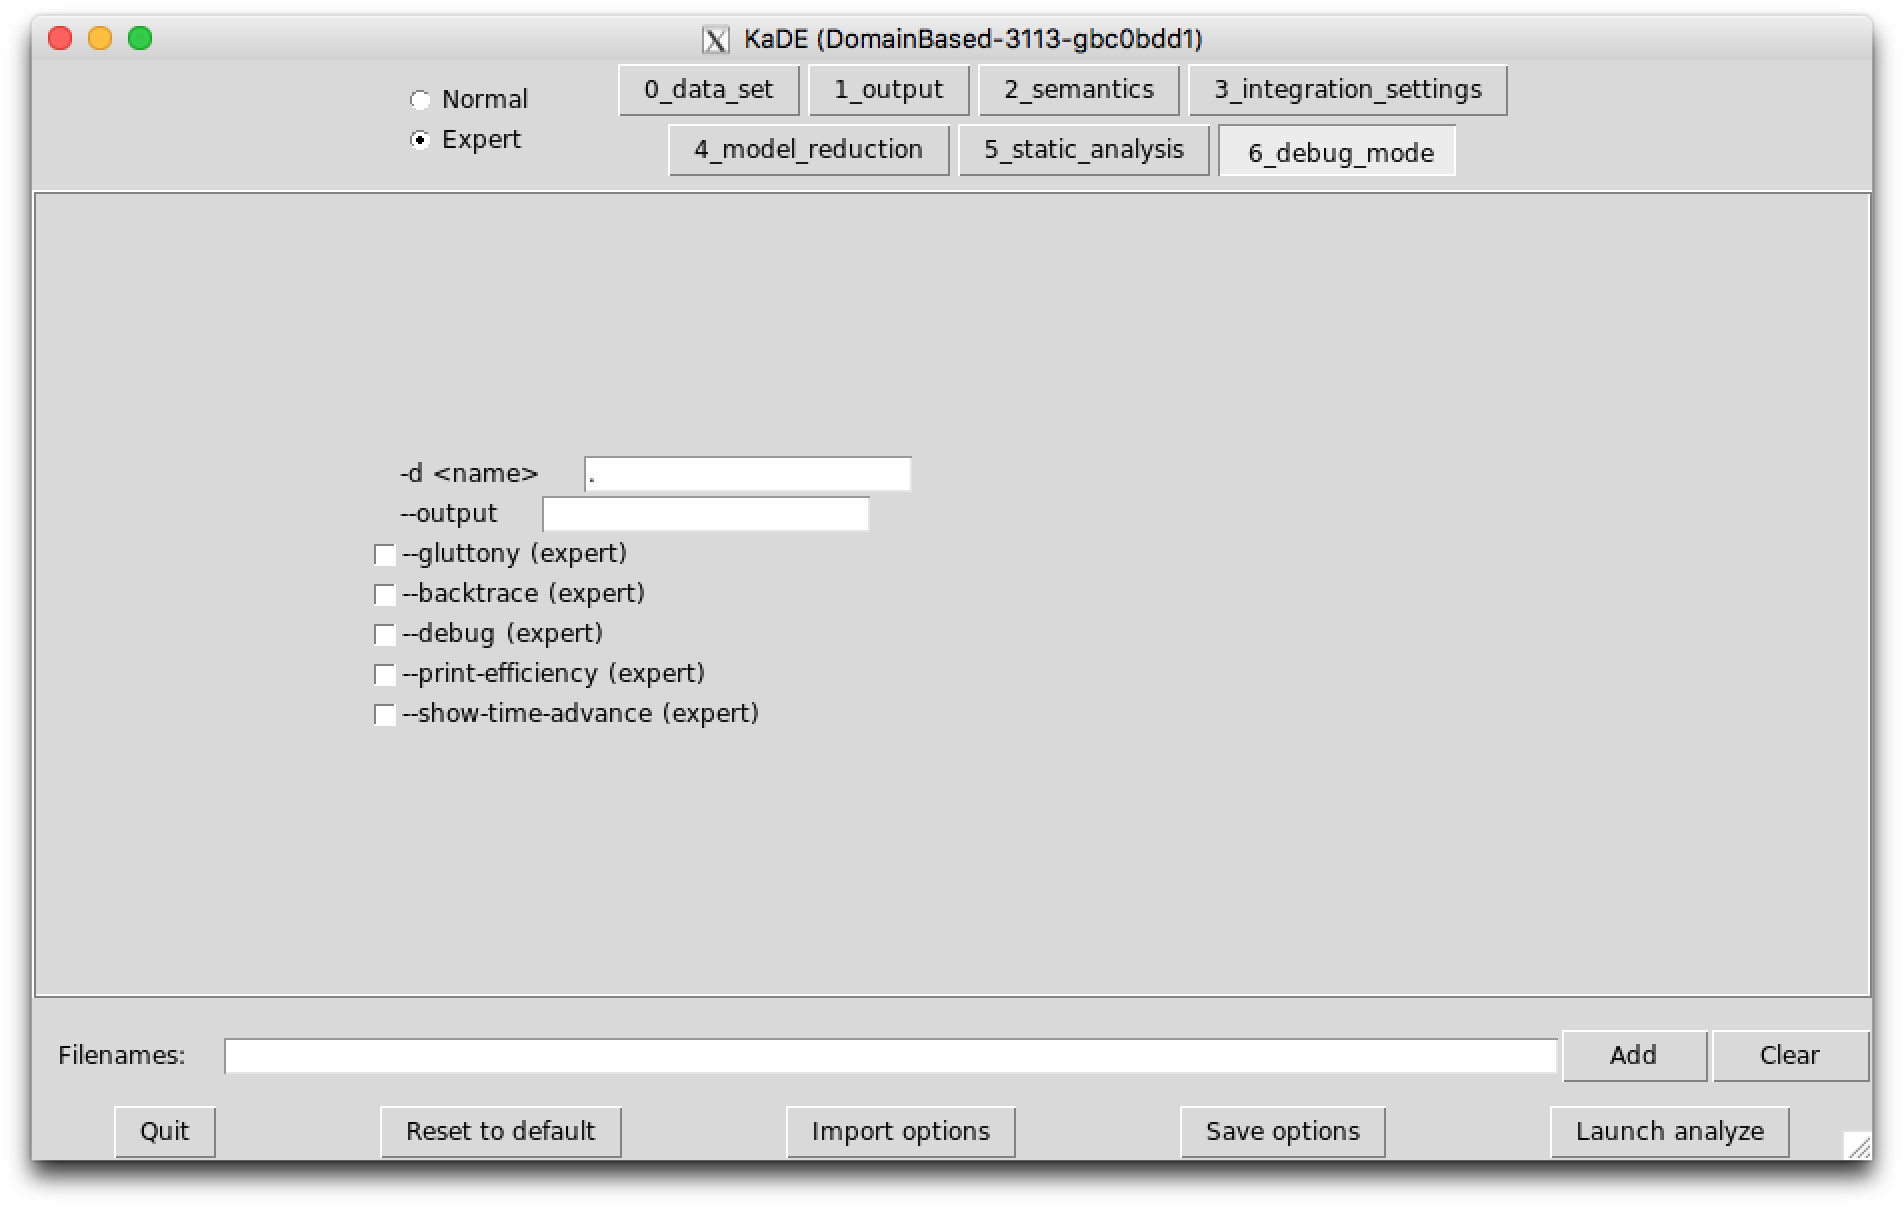 KaDE (DomainBased-3113-gbc0bdd1)
Normal
Expert
0_data_set 1_output 2_semantics 3_integration_settings
4_model_reduction 5_static_analysis 6_debug_mode
-d <name> .
--output
--gluttony (expert)
--backtrace (expert)
--debug (expert)
--print-efficiency (expert)
--show-time-advance (expert)
Filenames: Add Clear
Quit Reset to default Import options Save options Launch analyze